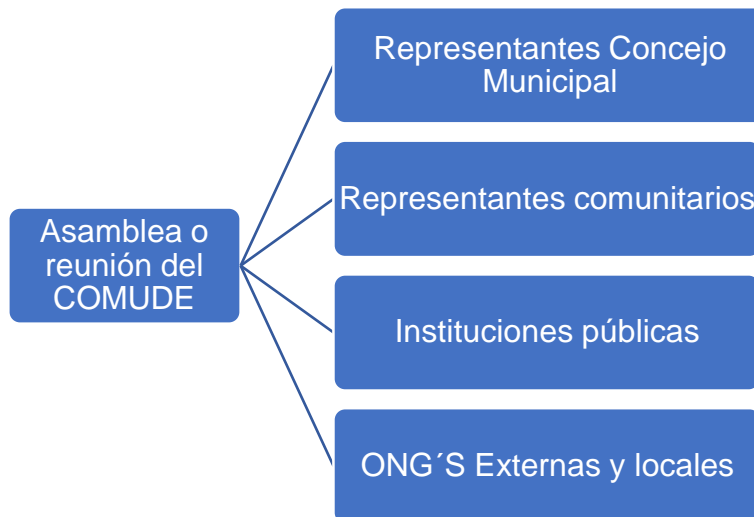 Representantes Concejo
Municipal
Representantes comunitarios
Asamblea o
reunión del
COMUDE
Instituciones públicas
ONG´S Externas y locales